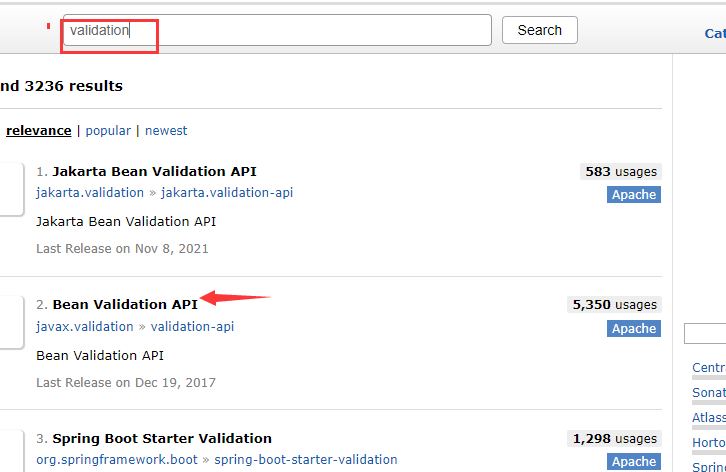 validation
Search
Cat
nd 3236 results
relevance | popular | newest
1. Jakarta Bean Validation API
583 usages
jakarta.validation » jakarta.validation-api
Apache
Jakarta Bean Validation API
Last Release on Nov 8, 2021
2. Bean Validation API
5,350 usages
javax.validation » validation-api
Apache
Bean Validation API
Last Release on Dec 19, 2017
Centr
Sonat
Atlass
3. Spring Boot Starter Validation
1,298 usages
Horto
org.springframework.boot » spring-boot-starter-validation
Apache
Spring